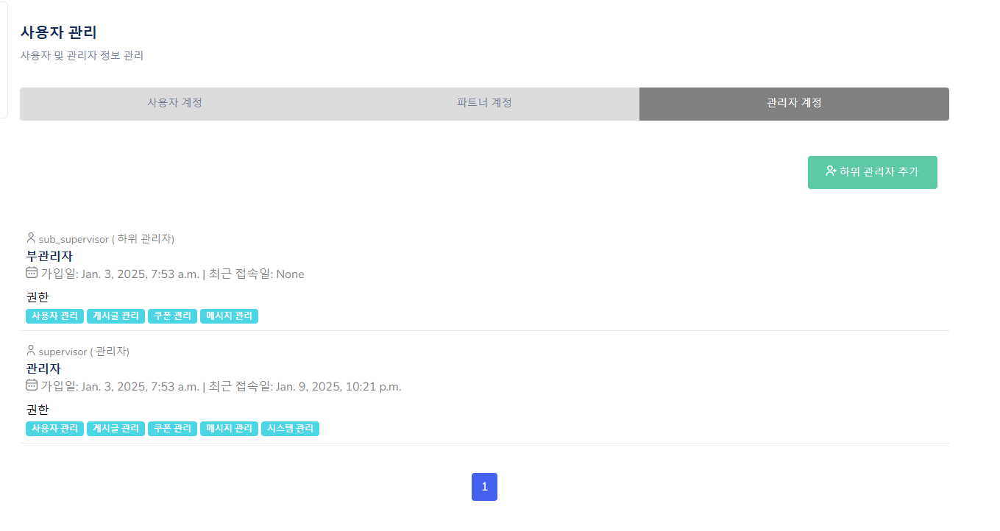 사용자 관리
사용자 및 관리자 정보 관리
사용자 계정 파트너 계정 관리자 계정
하위 관리자 추가
sub_supervisor ( 하위 관리자)
부관리자
가입일: Jan. 3, 2025, 7:53 a.m. | 최근 접속일: None
권한
사용자 관리 게시글 관리 쿠폰 관리 메시지 관리
supervisor ( 관리자)
관리자
가입일: Jan. 3, 2025, 7:53 a.m. | 최근 접속일: Jan. 9, 2025, 10:21 p.m.
권한
사용자 관리 게시글 관리 쿠폰 관리 메시지 관리 시스템 관리
1